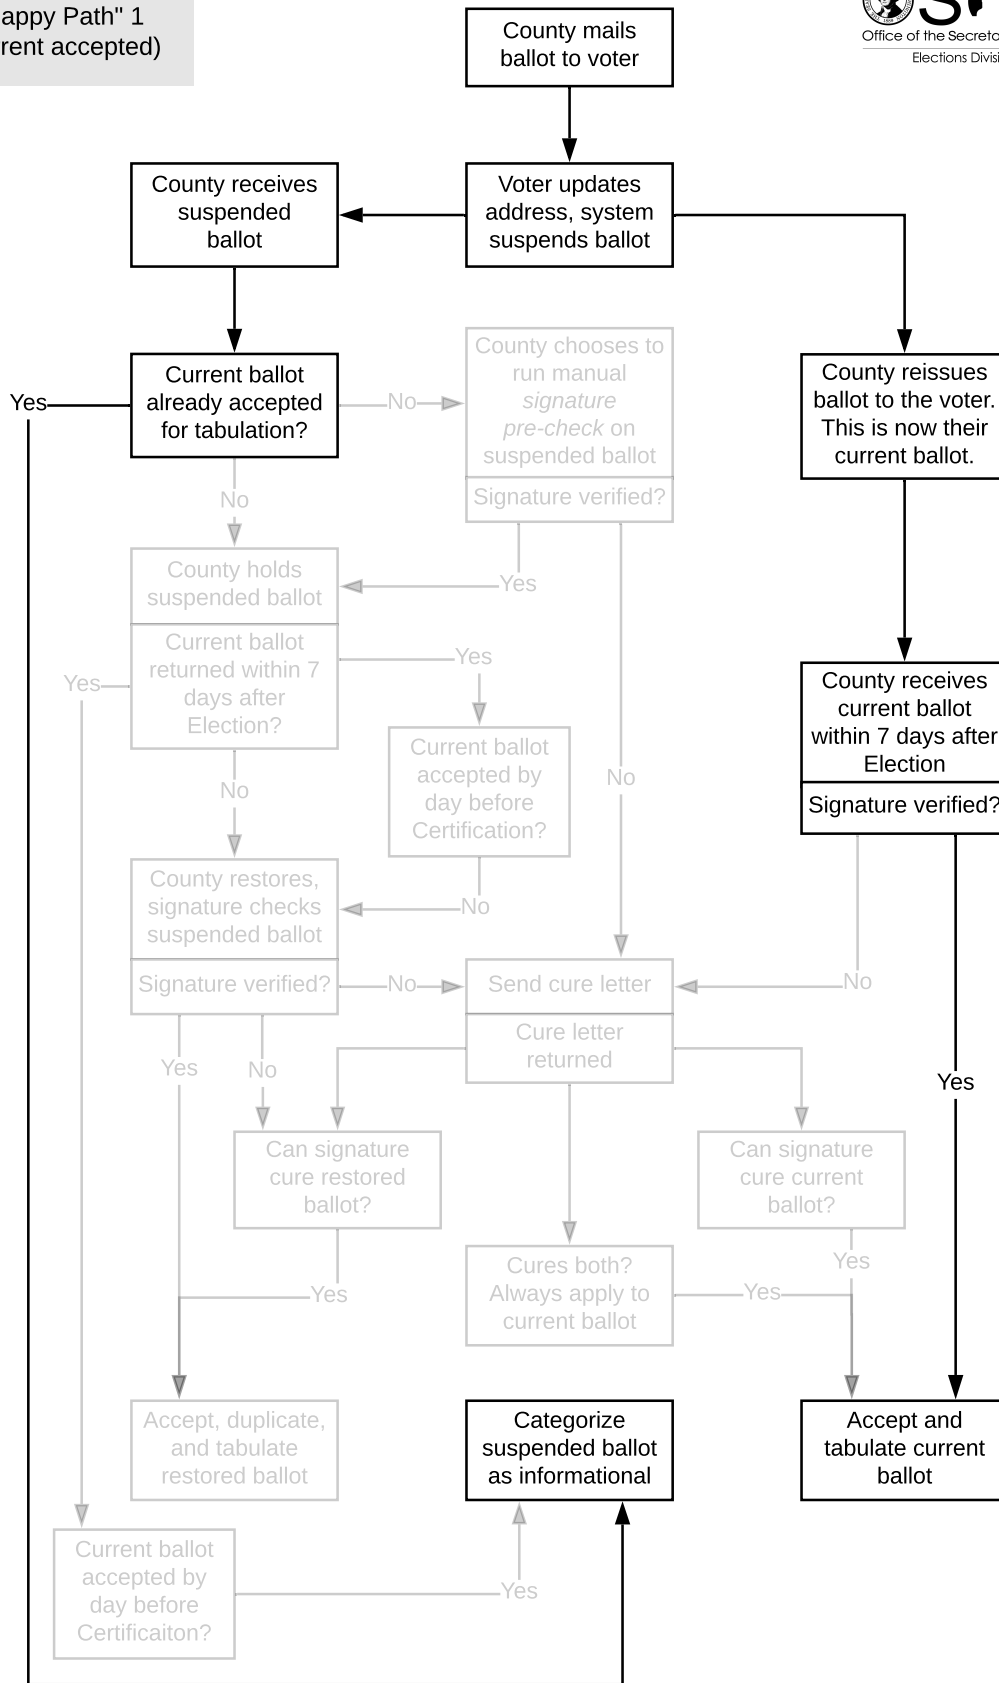 appy Path" 1
rent accepted)
Office of the Secreto
Elections Divisi
County mails
ballot to voter
County receives
suspended
ballot
Voter updates
address, system
suspends ballot
Yes
Current ballot
already accepted
for tabulation?
No
County chooses to
run manual
signature
pre-check on
suspended ballot
Signature verified?
County reissues
ballot to the voter.
This is now their
current ballot.
No
County holds
suspended ballot
Yes
Current ballot
returned within 7
days after
Election?
Yes
Yes
No
Current ballot
accepted by
day before
Certification?
No
County receives
current ballot
within 7 days after
Election
Signature verified?
No
County restores,
signature checks
suspended ballot
Signature verified?
No
Send cure letter
No
Cure letter
returned
Yes
No
Yes
Can signature
cure restored
ballot?
Can signature
cure current
ballot?
Yes
Cures both?
Always apply to
current ballot
Yes
Yes
Accept, duplicate,
and tabulate
restored ballot
Categorize
suspended ballot
as informational
Accept and
tabulate current
ballot
Current ballot
accepted by
day before
Certificaiton?
Yes